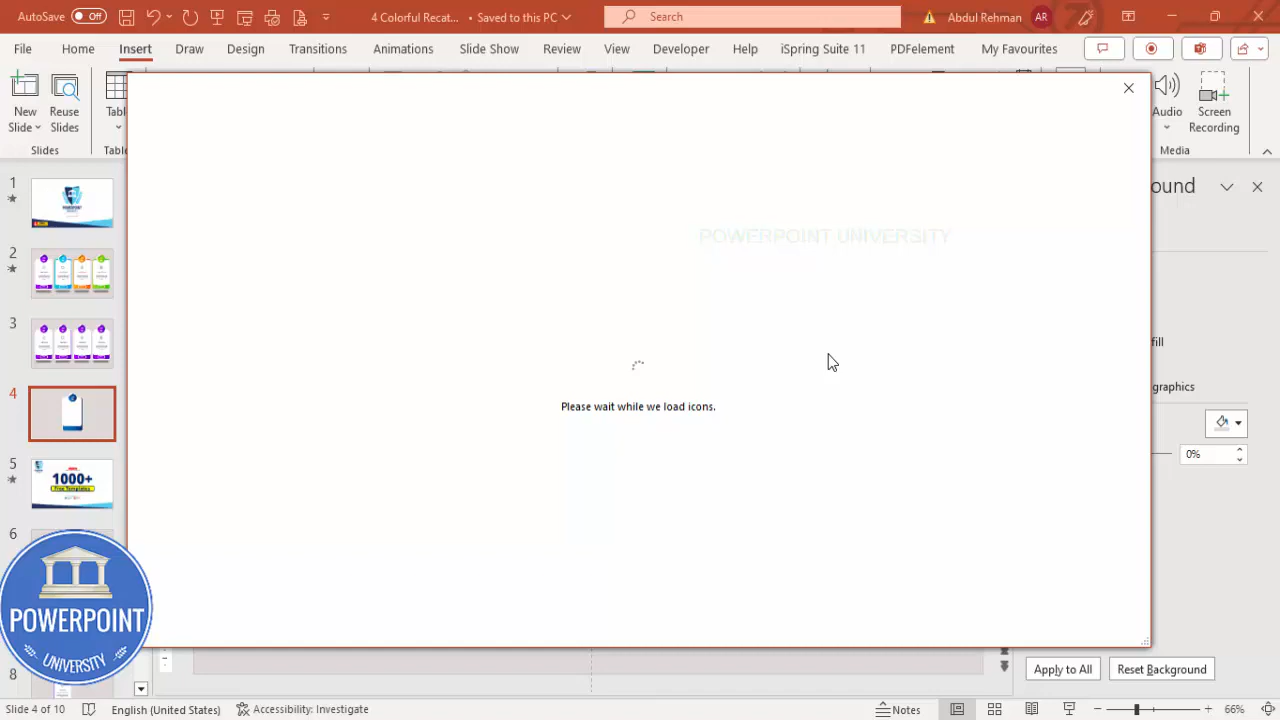 AutoSave Off 4 Colorful Recat... • Saved to this PC Search Abdul Rehman AR
File Home Insert Draw Design Transitions Animations Slide Show Review View Developer Help iSpring Suite 11 PDFelement My Favourites
New
Slide
Reuse
Slides
Tabl
Audio
Screen
Recording
Slides Tab Media
ound
POWERPOINT UNIVERSITY
Please wait while we load icons.
fill
graphics
0%
1
2
3
4
5
1000+
Free Templates
6
8
POWERPOINT
UNIVERSITY
Apply to All Reset Background
Slide 4 of 10 English (United States) Accessibility: Investigate Notes 66%